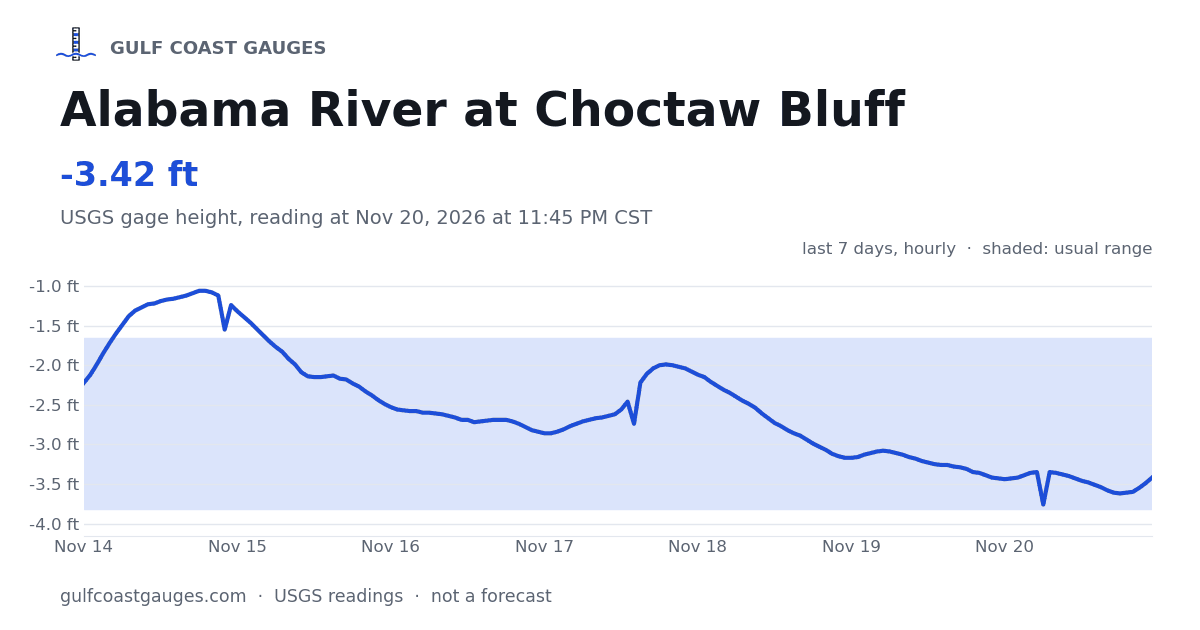 GULF COAST GAUGES
Alabama River at Choctaw Bluff
-3.42 ft
USGS gage height, reading at Nov 20, 2026 at 11:45 PM CST
last 7 days, hourly · shaded: usual range
-1.0 ft
-1.5 ft
-2.0 ft
-2.5 ft
-3.0 ft
-3.5 ft
-4.0 ft
Nov 14 Nov 15 Nov 16 Nov 17 Nov 18 Nov 19 Nov 20
gulfcoastgauges.com · USGS readings · not a forecast